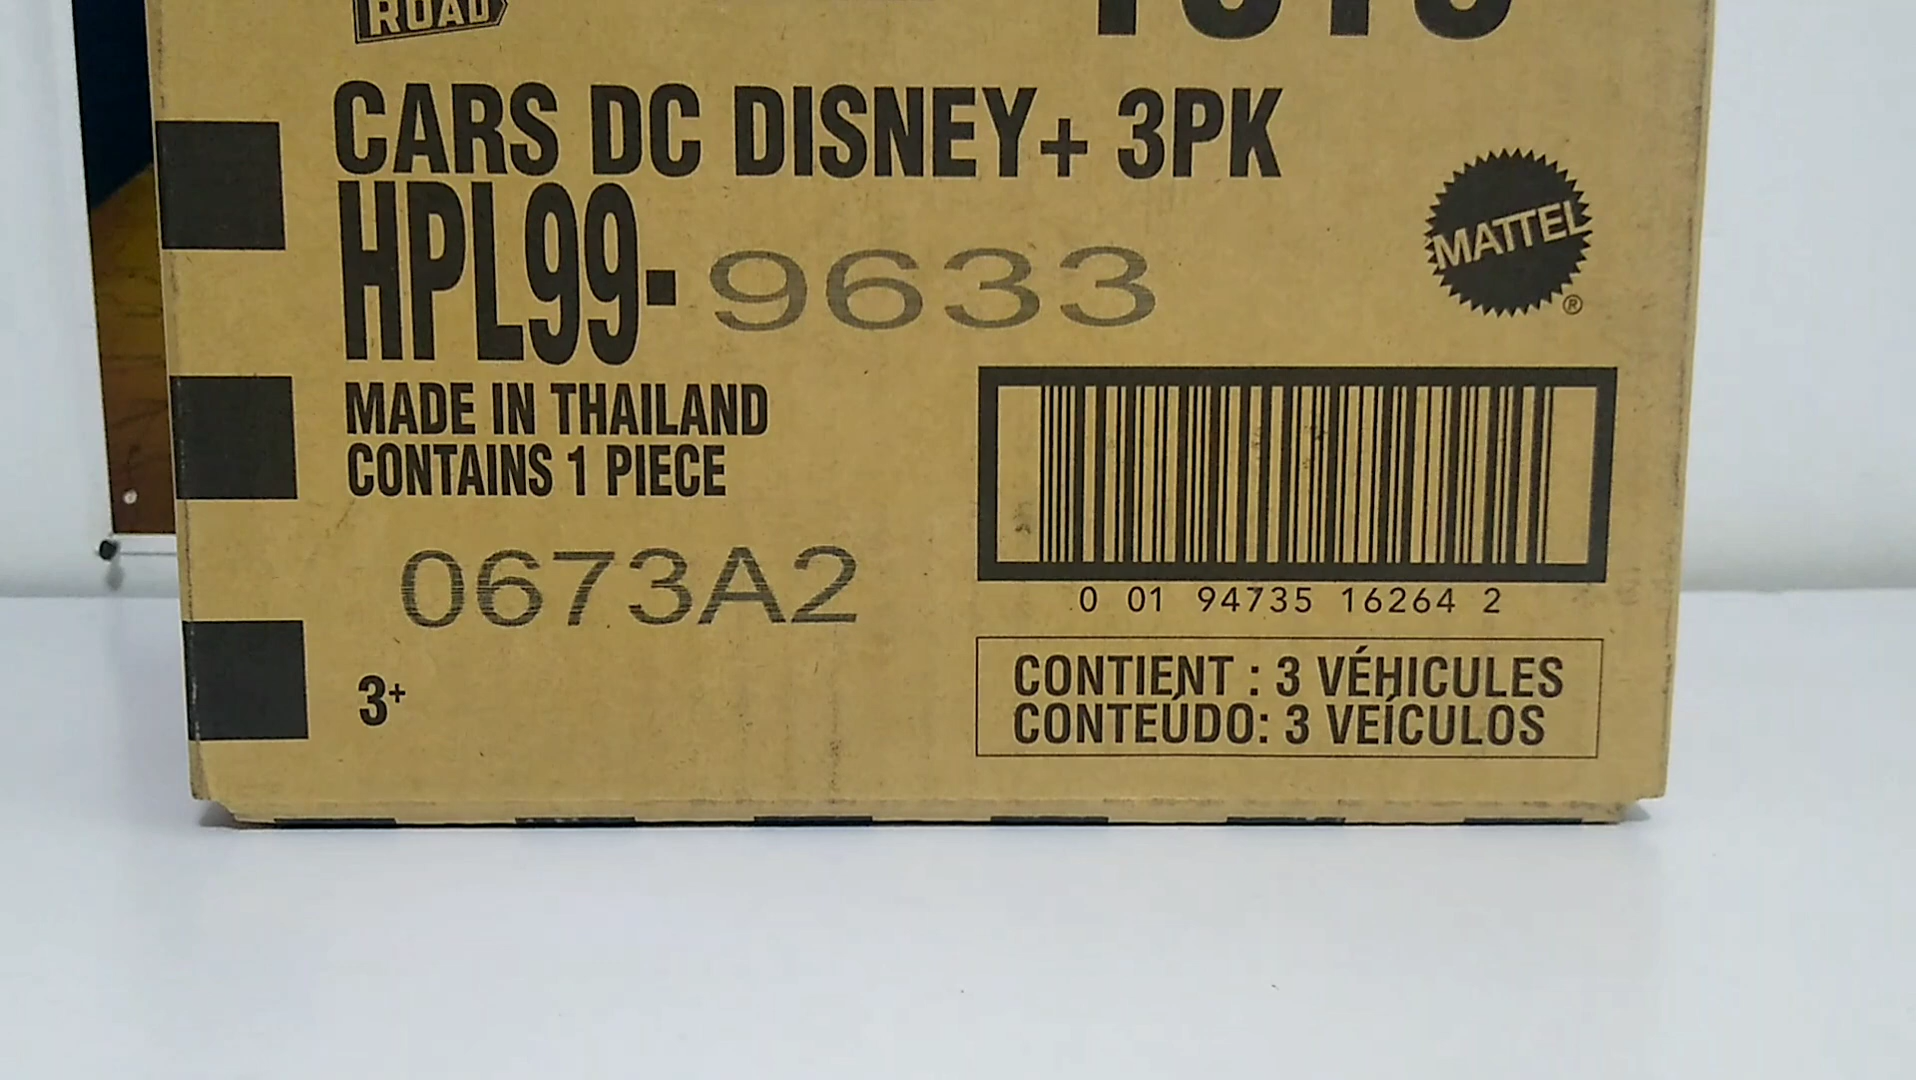 ROAD
CARS DC DISNEY+ 3PK
HPL99-9633
MATTEL
®
MADE IN THAILAND
CONTAINS 1 PIECE
0673A2
0 01 94735 16264 2
3+
CONTIENT : 3 VÉHICULES
CONTEÚDO: 3 VEÍCULOS